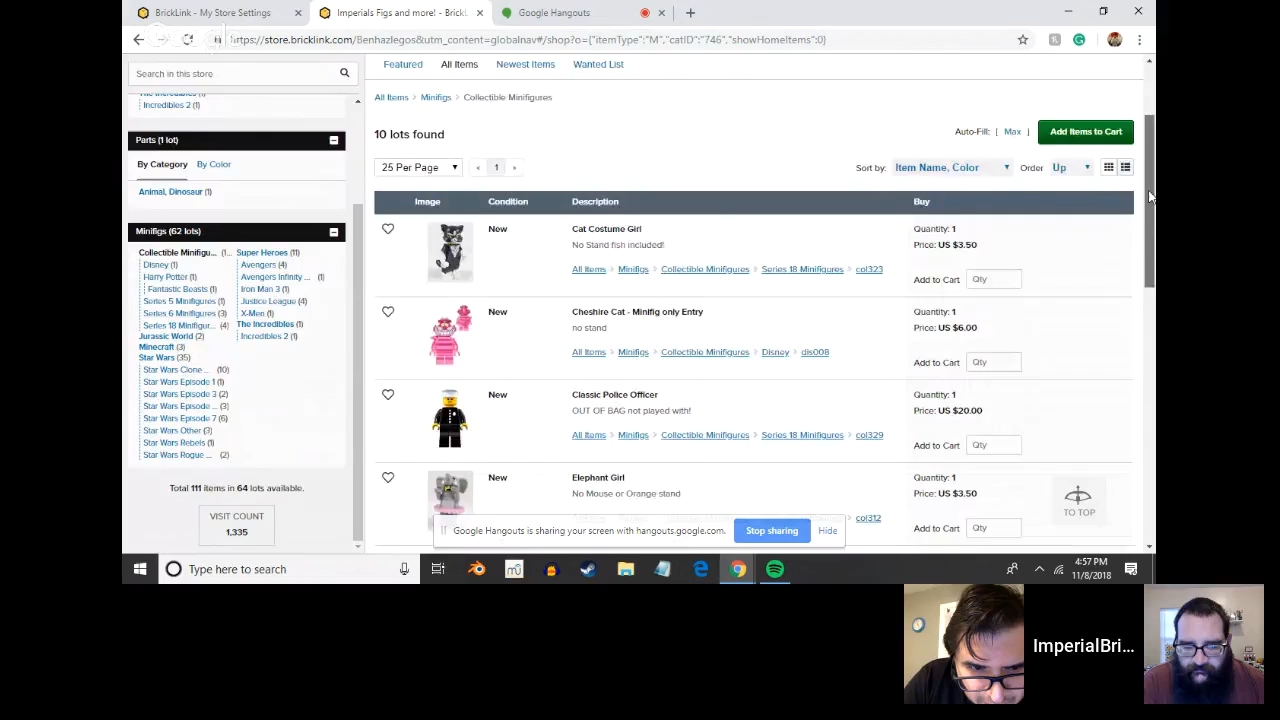 BrickLink - My Store Settings
Imperials Figs and more! - BrickL
Google Hangouts
https://store.bricklink.com/Benhazlegos&utm_content=globalnav#/shop?o={"itemType":"M","catID":"746","showHomeItems":0}
Search in this store
Incredibles 2 (1)
Parts (1 lot)
By Category By Color
Animal, Dinosaur (1)
Minifigs (62 lots)
Collectible Minifigu... (1...
Disney (1)
Harry Potter (1)
Fantastic Beasts (1)
Series 5 Minifigures (1)
Series 6 Minifigures (3)
Series 18 Minifigur... (4)
Jurassic World (2)
Minecraft (3)
Star Wars (35)
Star Wars Clone ... (10)
Star Wars Episode 1 (1)
Star Wars Episode 3 (2)
Star Wars Episode ... (3)
Star Wars Episode 7 (6)
Star Wars Other (3)
Star Wars Rebels (1)
Star Wars Rogue ... (2)
Super Heroes (11)
Avengers (4)
Avengers Infinity ... (1)
Iron Man 3 (1)
Justice League (4)
X-Men (1)
The Incredibles (1)
Incredibles 2 (1)
Total 111 items in 64 lots available.
VISIT COUNT
1,335
Featured All Items Newest Items Wanted List
All Items > Minifigs > Collectible Minifigures
10 lots found
Auto-Fill: [ Max ]
Add Items to Cart
25 Per Page
1
Sort by: Item Name, Color Order Up
Image Condition Description Buy
New
Cat Costume Girl
No Stand fish included!
All Items > Minifigs > Collectible Minifigures > Series 18 Minifigures > col323
Quantity: 1
Price: US $3.50
Add to Cart Qty
New
Cheshire Cat - Minifig only Entry
no stand
All Items > Minifigs > Collectible Minifigures > Disney > dis008
Quantity: 1
Price: US $6.00
Add to Cart Qty
New
Classic Police Officer
OUT OF BAG not played with!
All Items > Minifigs > Collectible Minifigures > Series 18 Minifigures > col329
Quantity: 1
Price: US $20.00
Add to Cart Qty
New
Elephant Girl
No Mouse or Orange stand
col312
Quantity: 1
Price: US $3.50
Add to Cart Qty
TO TOP
Google Hangouts is sharing your screen with hangouts.google.com.
Stop sharing
Hide
Type here to search
4:57 PM
11/8/2018
ImperialBri...